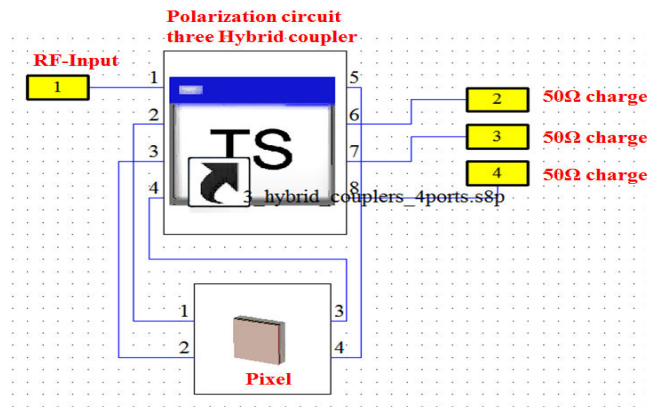 Polarization circuit
three Hybrid coupler
RF-Input
1
1
2
3
4
5
6
7
8
TS
3_hybrid_couplers_4ports.s8p
2
50Ω charge
3
50Ω charge
4
50Ω charge
1
2
3
4
Pixel